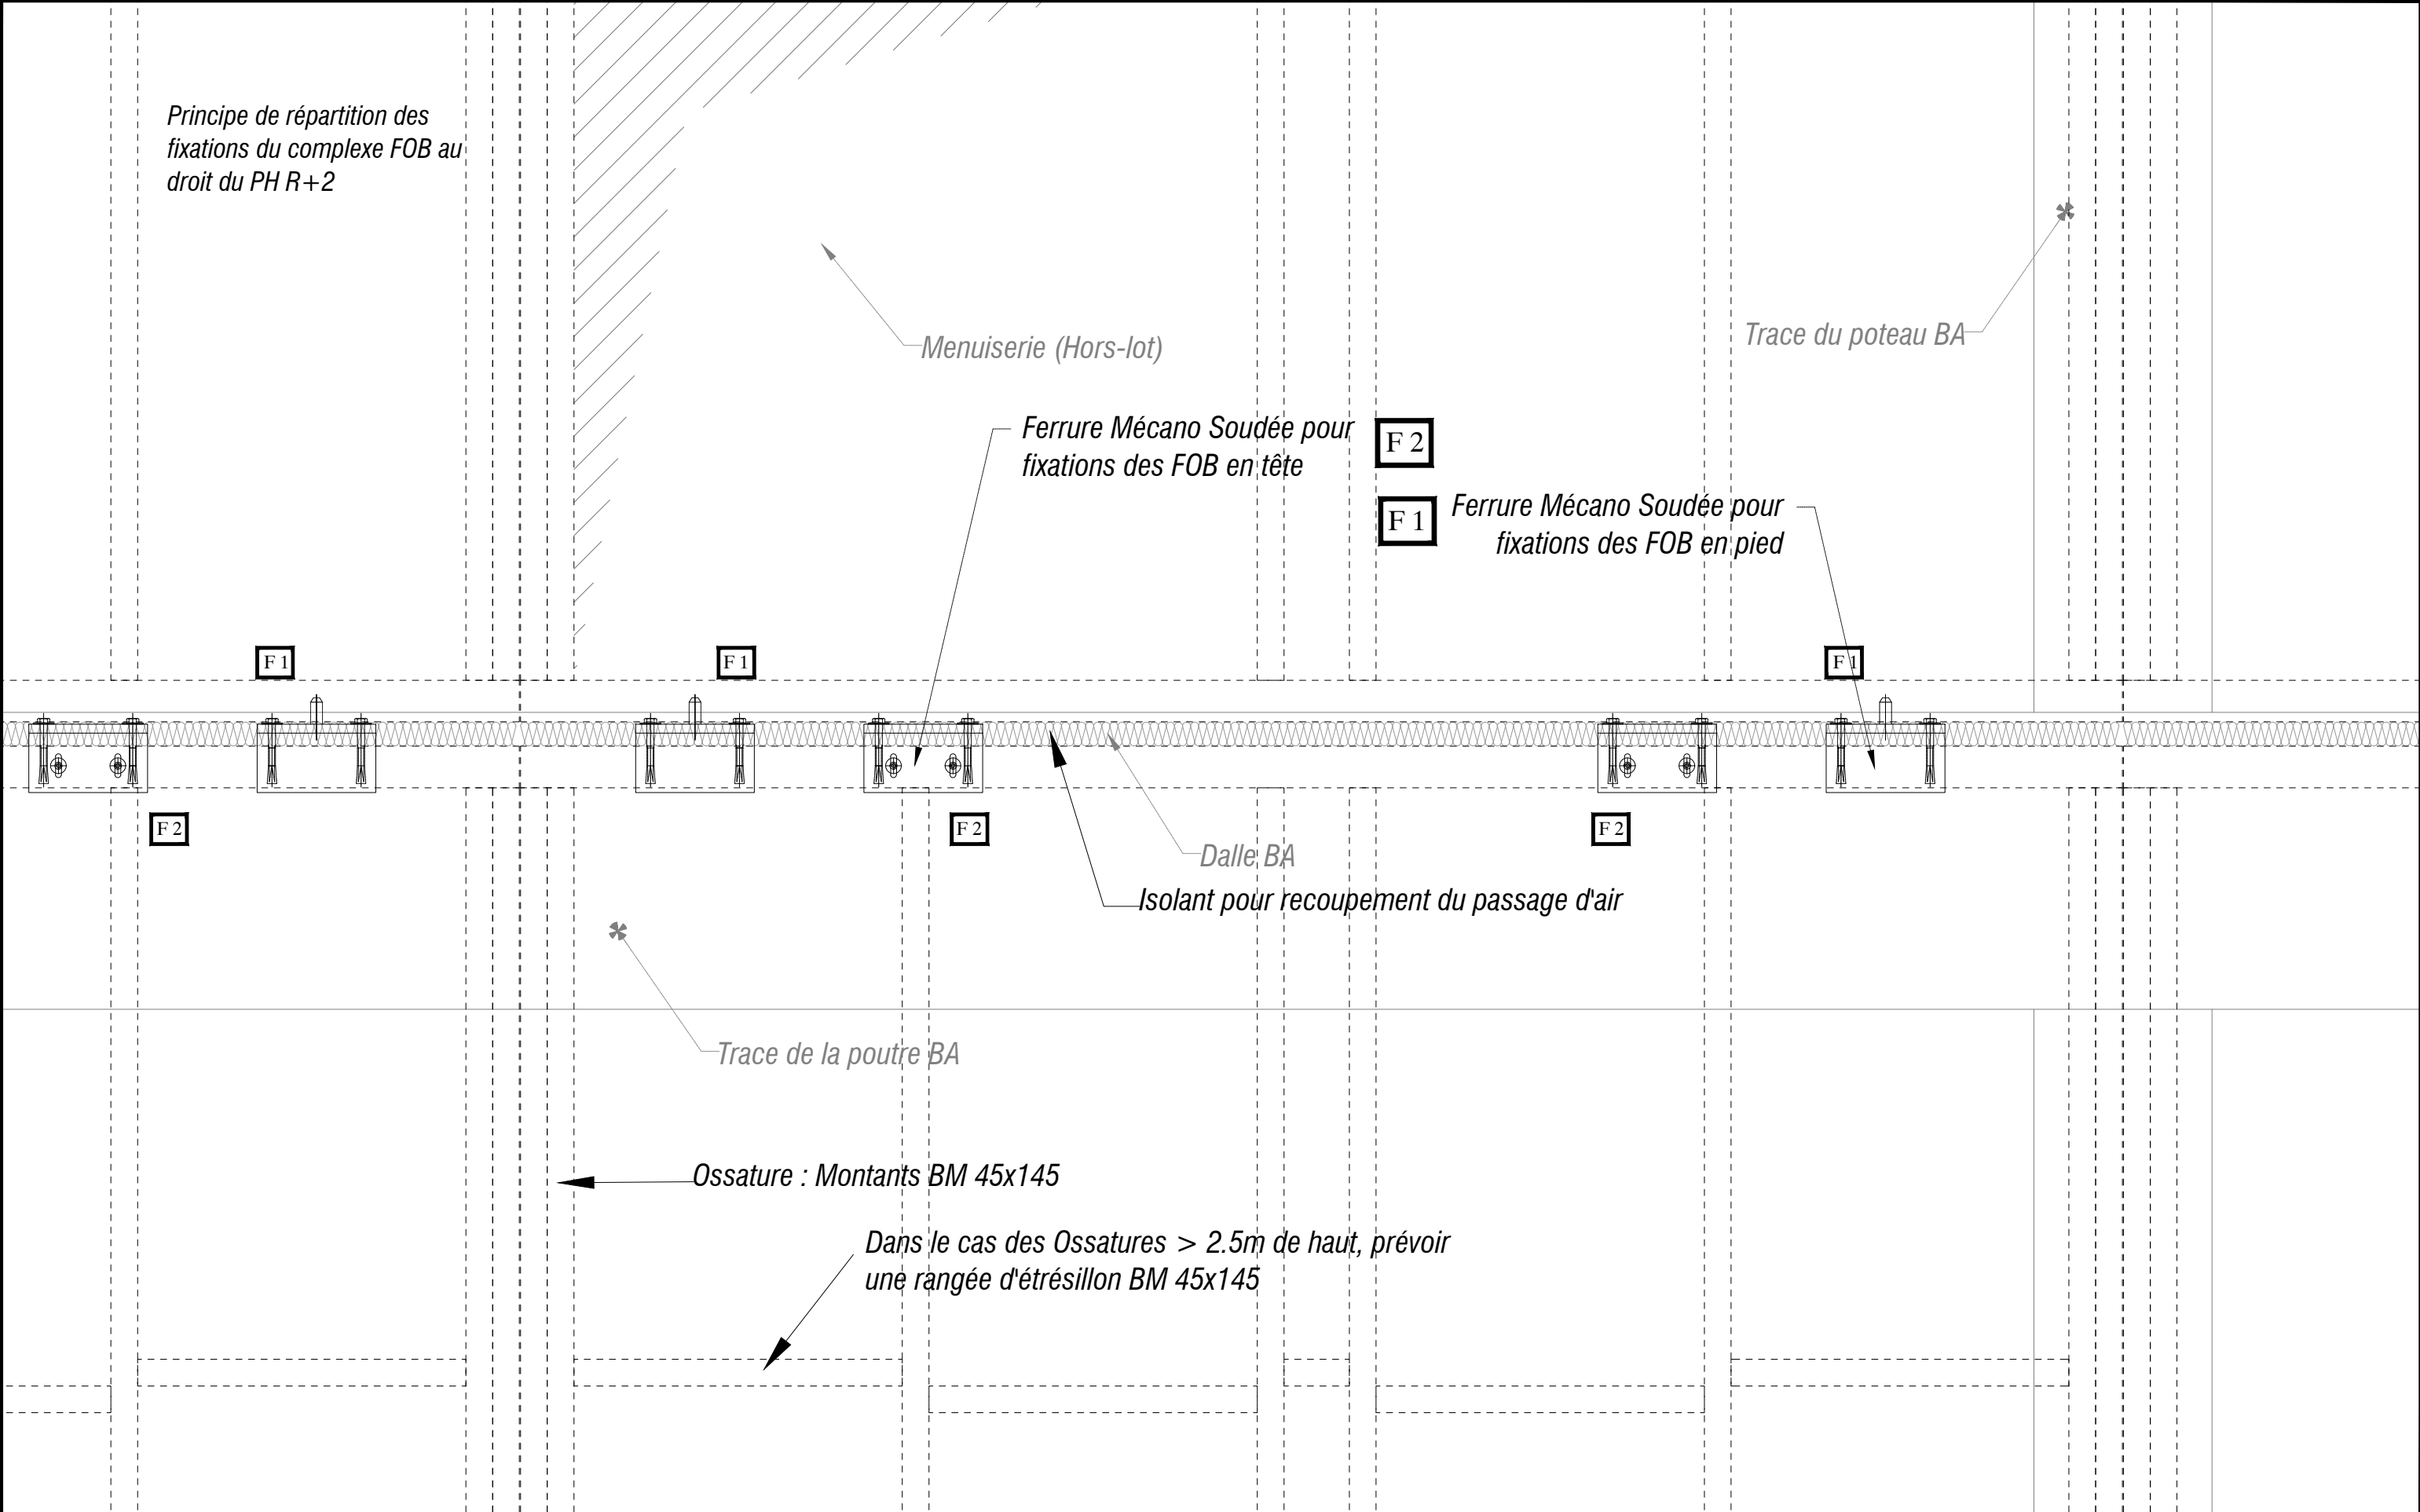 Principe de répartition des
fixations du complexe FOB au
droit du PH R+2
Menuiserie (Hors-lot)
Trace du poteau BA
Ferrure Mécano Soudée pour
fixations des FOB en tête
F 2
F 1
Ferrure Mécano Soudée pour
fixations des FOB en pied
F 1
F 1
F 1
F 2
F 2
F 2
Dalle BA
Isolant pour recoupement du passage d'air
Trace de la poutre BA
Ossature : Montants BM 45x145
Dans le cas des Ossatures > 2.5m de haut, prévoir
une rangée d'étrésillon BM 45x145